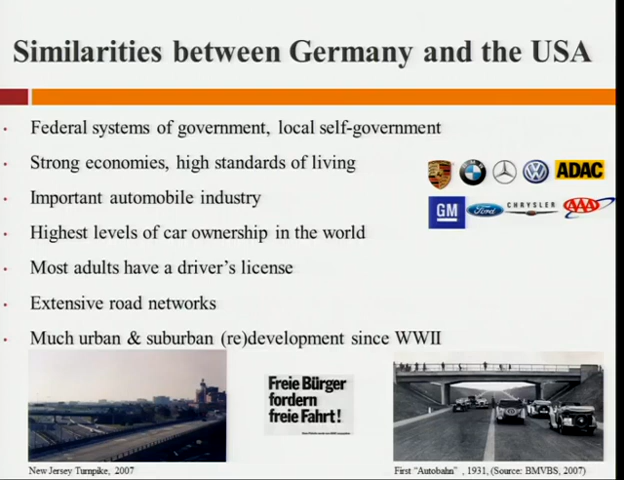 Similarities between Germany and the USA
Federal systems of government, local self-government
Strong economies, high standards of living
Important automobile industry
Highest levels of car ownership in the world
Most adults have a driver's license
Extensive road networks
Much urban & suburban (re)development since WWII
ADAC
GM Ford CHRYSLER AAA
Freie Bürger
fordern
freie Fahrt!
New Jersey Turnpike, 2007
First "Autobahn" , 1931, (Source: BMVBS, 2007)